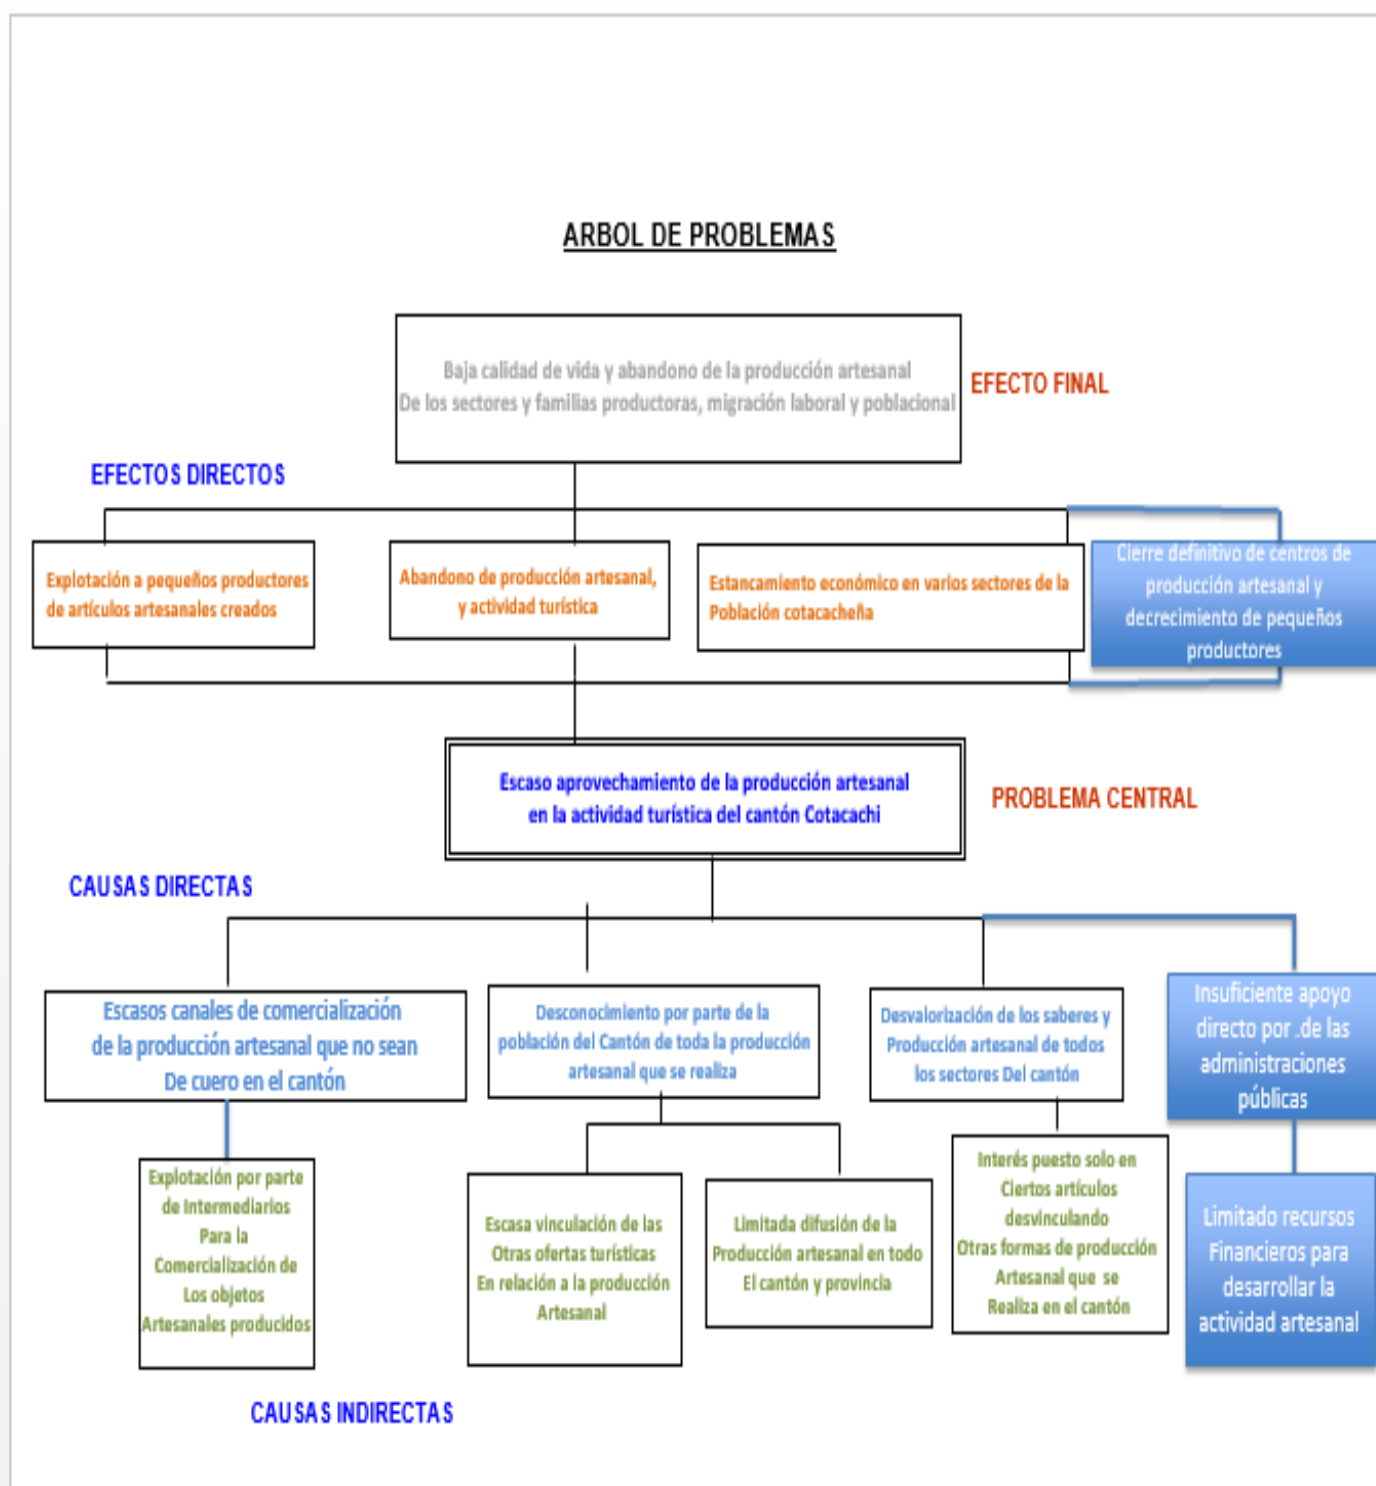 ARBOL DE PROBLEMAS
Baja calidad de vida y abandono de la producción artesanal
De los sectores y familias productoras, migración laboral y poblacional
EFECTO FINAL
EFECTOS DIRECTOS
Explotación a pequeños productores
de artículos artesanales creados
Abandono de producción artesanal,
y actividad turística
Estancamiento económico en varios sectores de la
Población cotacacheña
Cierre definitivo de centros de
producción artesanal y
decrecimiento de pequeños
productores
Escaso aprovechamiento de la producción artesanal
en la actividad turística del cantón Cotacachi
PROBLEMA CENTRAL
CAUSAS DIRECTAS
Escasos canales de comercialización
de la producción artesanal que no sean
De cuero en el cantón
Desconocimiento por parte de la
población del Cantón de toda la producción
artesanal que se realiza
Desvalorización de los saberes y
Producción artesanal de todos
los sectores Del cantón
Insuficiente apoyo
directo por .de las
administraciones
públicas
Explotación por parte
de Intermediarios
Para la
Comercialización de
Los objetos
Artesanales producidos
Escasa vinculación de las
Otras ofertas turísticas
En relación a la producción
Artesanal
Limitada difusión de la
Producción artesanal en todo
El cantón y provincia
Interés puesto solo en
Ciertos artículos
desvinculando
Otras formas de producción
Artesanal que se
Realiza en el cantón
Limitado recursos
Financieros para
desarrollar la
actividad artesanal
CAUSAS INDIRECTAS